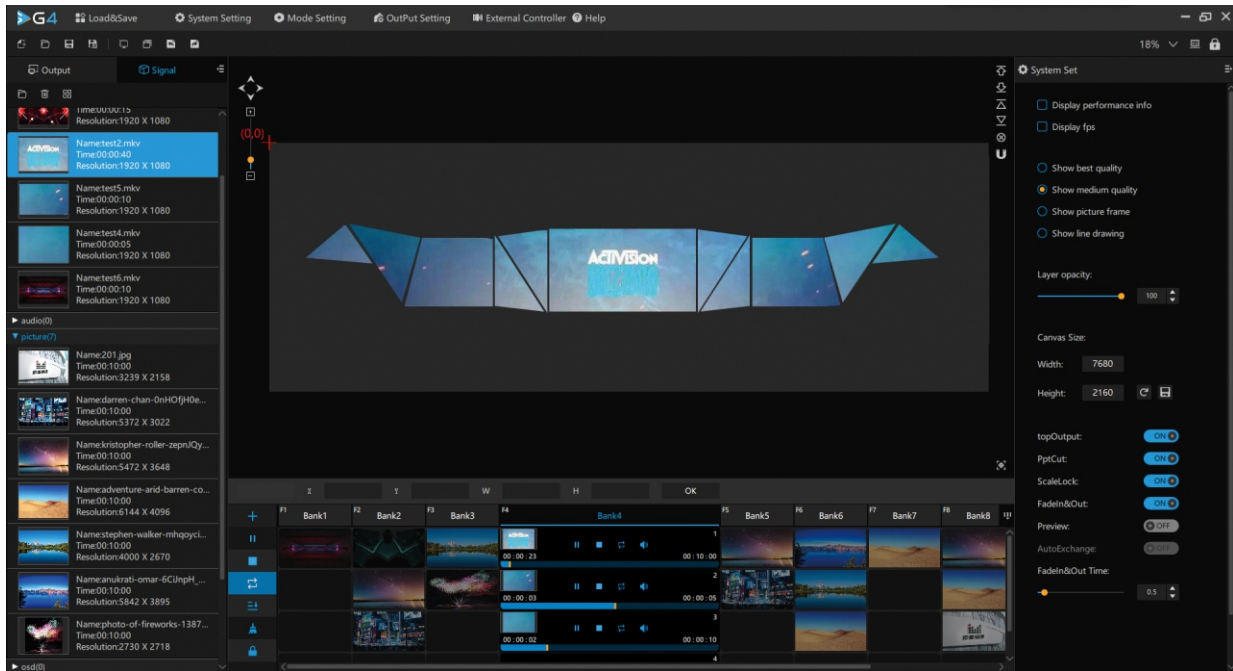 G4 Load&Save System Setting Mode Setting OutPut Setting External Controller Help
18%
Output Signal
Time:00:00:15
Resolution:1920 X 1080
Name:test2.mkv
Time:00:00:40
Resolution:1920 X 1080
Name:test5.mkv
Time:00:00:10
Resolution:1920 X 1080
Name:test4.mkv
Time:00:00:05
Resolution:1920 X 1080
Name:test6.mkv
Time:00:00:10
Resolution:1920 X 1080
audio(0)
picture(7)
Name:201.jpg
Time:00:10:00
Resolution:3239 X 2158
Name:darren-chan-0nHOfjH0e...
Time:00:10:00
Resolution:5372 X 3022
Name:kristopher-roller-zepnJQy...
Time:00:10:00
Resolution:5472 X 3648
Name:adventure-arid-barren-co...
Time:00:10:00
Resolution:6144 X 4096
Name:stephen-walker-mhqoyci...
Time:00:10:00
Resolution:4000 X 2670
Name:anukrati-omar-6CiJnpH_...
Time:00:10:00
Resolution:5842 X 3895
Name:photo-of-fireworks-1387...
Time:00:10:00
Resolution:2730 X 2718
osd(0)
(0,0)
ACTIVISION
X Y W H OK
F1 Bank1 F2 Bank2 F3 Bank3 F4 Bank4 F5 Bank5 F6 Bank6 F7 Bank7 F8 Bank8
ACTIVISION
1
00:00:23 00:10:00
2
00:00:03 00:00:05
3
00:00:02 00:00:10
4
System Set
Display performance info
Display fps
Show best quality
Show medium quality
Show picture frame
Show line drawing
Layer opacity:
100
Canvas Size:
Width: 7680
Height: 2160
topOutput: ON
PptCut: ON
ScaleLock: ON
FadeIn&Out: ON
Preview: OFF
AutoExchange: OFF
FadeIn&Out Time:
0.5